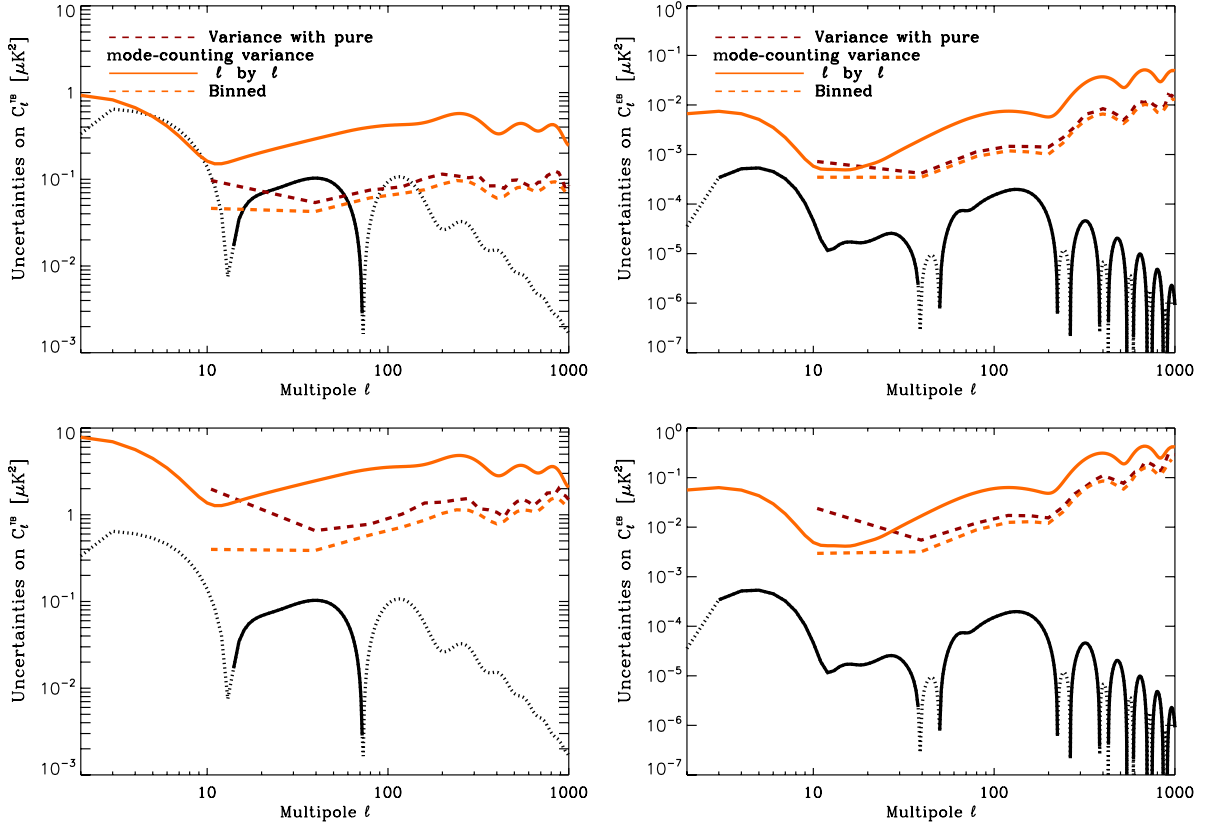 Uncertainties on C_ℓ^TB [μK²]
10
1
10⁻¹
10⁻²
10⁻³
Variance with pure
mode-counting variance
ℓ by ℓ
Binned
10 100 1000
Multipole ℓ
Uncertainties on C_ℓ^EB [μK²]
10⁰
10⁻¹
10⁻²
10⁻³
10⁻⁴
10⁻⁵
10⁻⁶
10⁻⁷
Variance with pure
mode-counting variance
ℓ by ℓ
Binned
10 100 1000
Multipole ℓ
Uncertainties on C_ℓ^TB [μK²]
10
1
10⁻¹
10⁻²
10⁻³
10 100 1000
Multipole ℓ
Uncertainties on C_ℓ^EB [μK²]
10⁰
10⁻¹
10⁻²
10⁻³
10⁻⁴
10⁻⁵
10⁻⁶
10⁻⁷
10 100 1000
Multipole ℓ